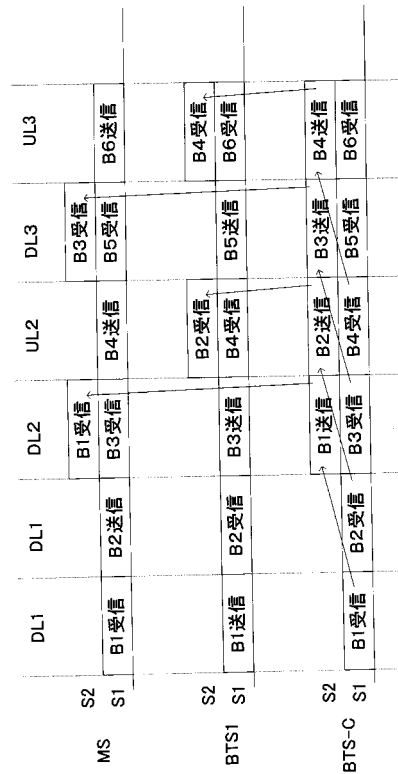 DL1 DL1 DL2 UL2 DL3 UL3
S2 B1受信 B3受信
MS S1 B1受信 B2送信 B3受信 B4送信 B5受信 B6送信
S2 B2受信 B4受信
BTS1 S1 B1送信 B2受信 B3送信 B4受信 B5送信 B6受信
S2 B1送信 B2送信 B3送信 B4送信
BTS-C S1 B1受信 B2受信 B3受信 B4受信 B5受信 B6受信